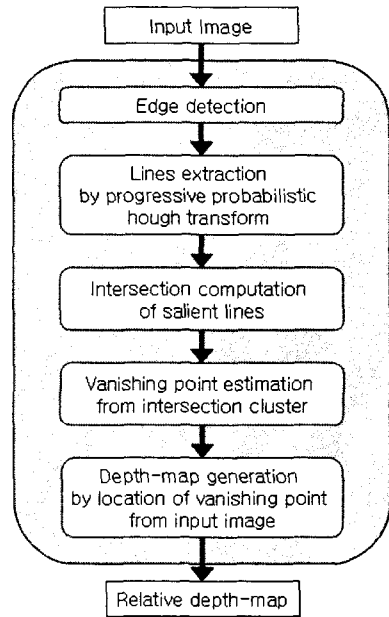 Input Image
Edge detection
Lines extraction
by progressive probabilistic
hough transform
Intersection computation
of salient lines
Vanishing point estimation
from intersection cluster
Depth-map generation
by location of vanishing point
from input image
Relative depth-map